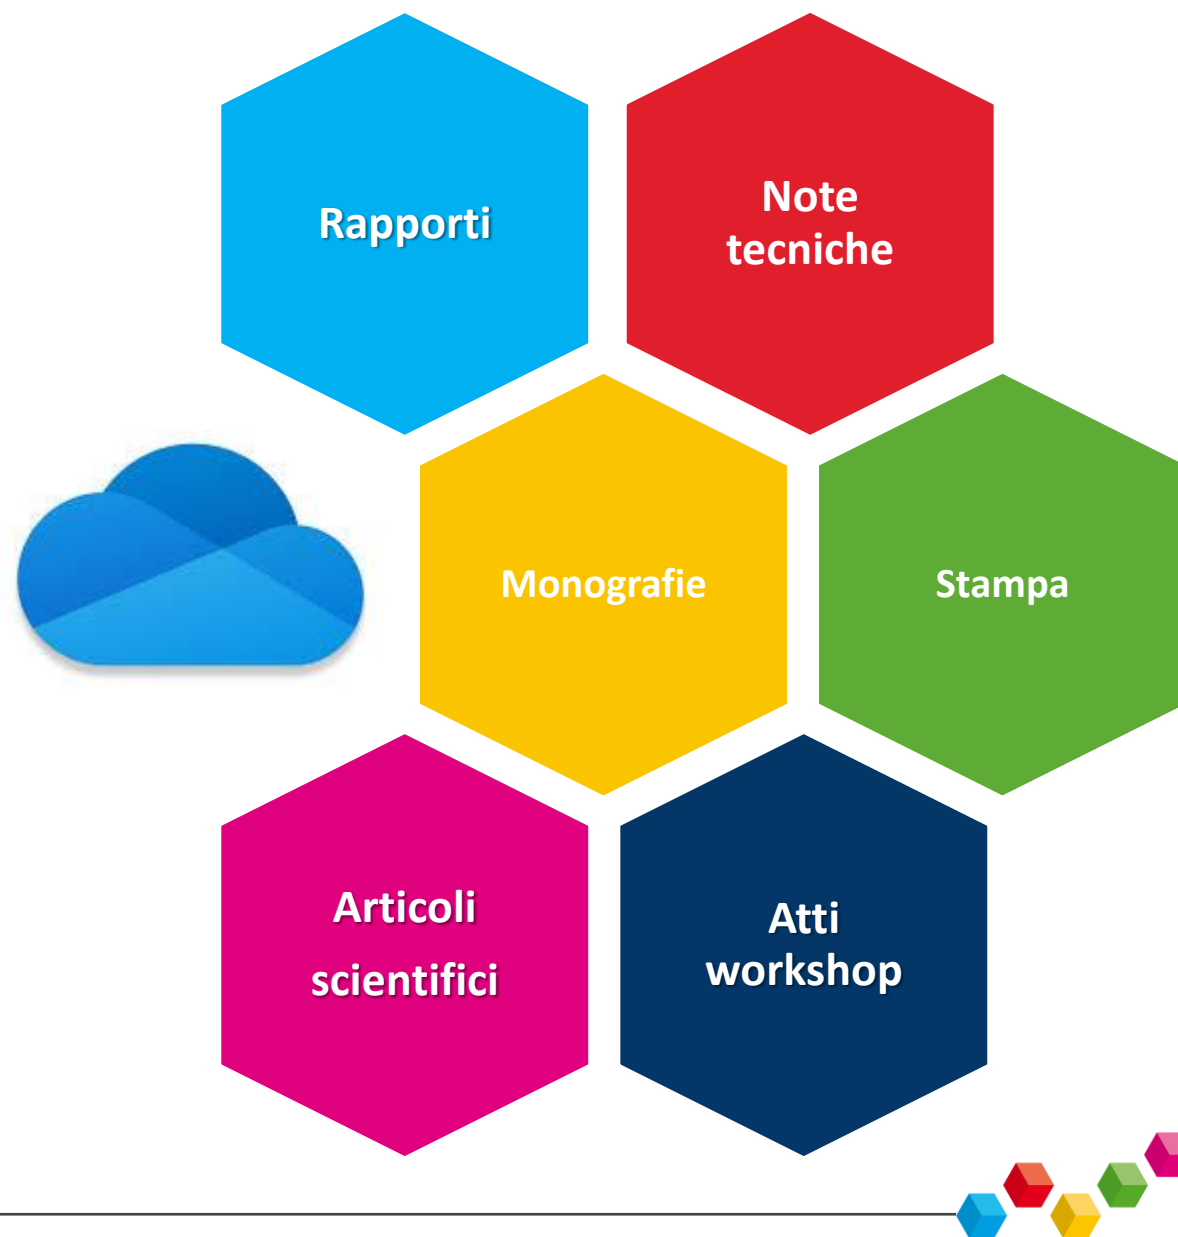 Rapporti
Note
tecniche
Monografie
Stampa
Articoli
scientifici
Atti
workshop